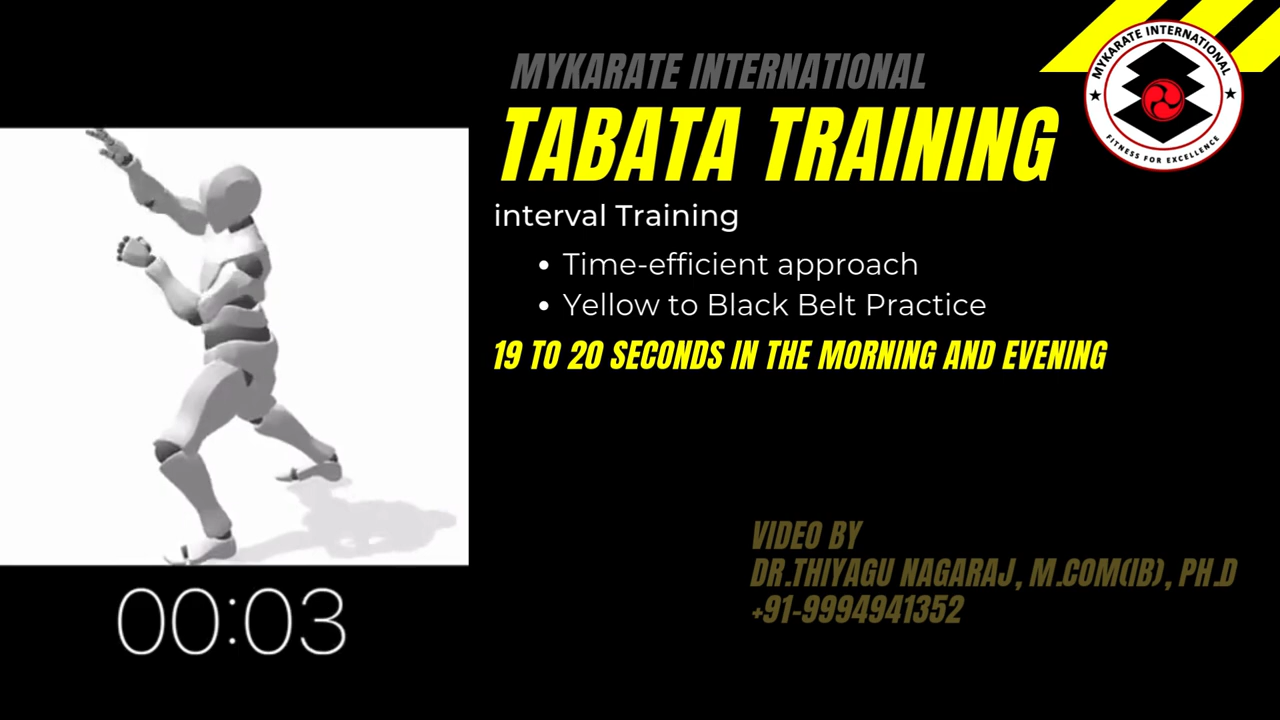 MYKARATE INTERNATIONAL
TABATA TRAINING
interval Training
• Time-efficient approach
• Yellow to Black Belt Practice
19 TO 20 SECONDS IN THE MORNING AND EVENING
MYKARATE INTERNATIONAL
FITNESS FOR EXCELLENCE
VIDEO BY
DR.THIYAGU NAGARAJ, M.COM(IB), PH.D
+91-9994941352
00:03